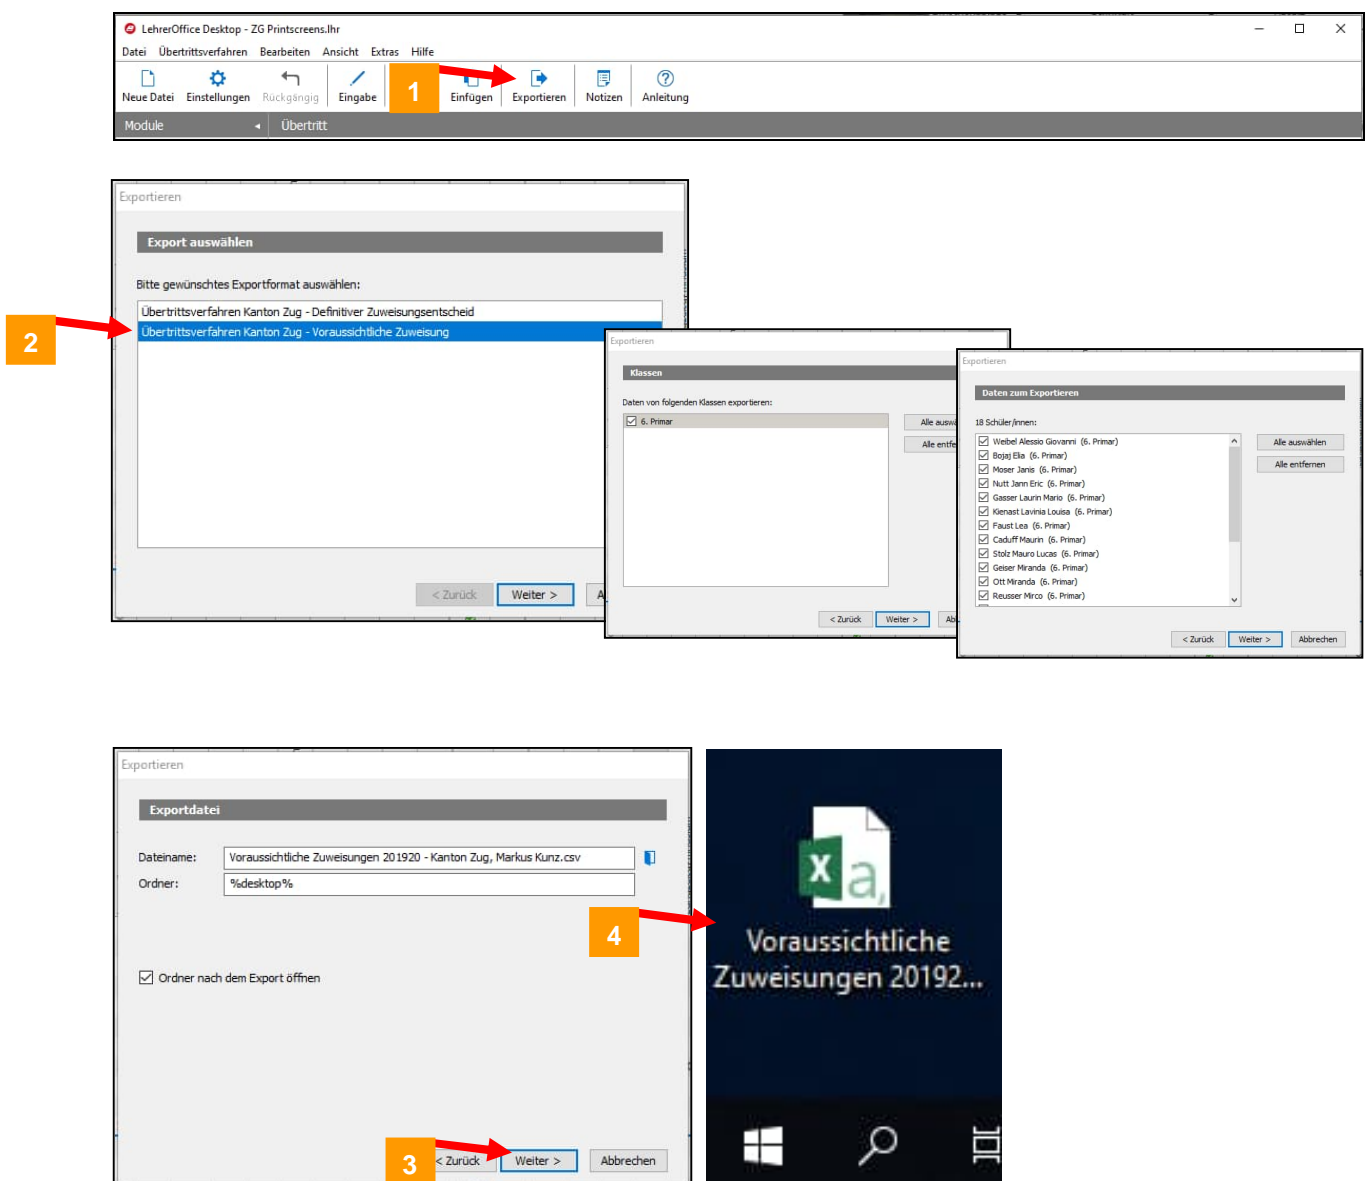 LehrerOffice Desktop - ZG Printscreens.lhr
Datei Übertrittsverfahren Bearbeiten Ansicht Extras Hilfe
Neue Datei Einstellungen Rückgängig Eingabe Einfügen Exportieren Notizen Anleitung
1
Module Übertritt
Exportieren
Export auswählen
Bitte gewünschtes Exportformat auswählen:
Übertrittsverfahren Kanton Zug - Definitiver Zuweisungsentscheid
Übertrittsverfahren Kanton Zug - Voraussichtliche Zuweisung
2
< Zurück Weiter > A
Exportieren
Klassen
Daten von folgenden Klassen exportieren:
6. Primar
Alle ausw
Alle entfe
< Zurück Weiter > Ab
Exportieren
Daten zum Exportieren
18 Schüler/innen:
Weibel Alessio Giovanni (6. Primar)
Bojaj Elia (6. Primar)
Moser Janis (6. Primar)
Nutt Jann Eric (6. Primar)
Gasser Laurin Mario (6. Primar)
Kienast Lavinia Louisa (6. Primar)
Faust Lea (6. Primar)
Caduff Maurin (6. Primar)
Stolz Mauro Lucas (6. Primar)
Geiser Miranda (6. Primar)
Ott Miranda (6. Primar)
Reusser Mirco (6. Primar)
Alle auswählen
Alle entfernen
< Zurück Weiter > Abbrechen
Exportieren
Exportdatei
Dateiname: Voraussichtliche Zuweisungen 201920 - Kanton Zug, Markus Kunz.csv
Ordner: %desktop%
Ordner nach dem Export öffnen
3
< Zurück Weiter > Abbrechen
4
X a,
Voraussichtliche
Zuweisungen 20192...